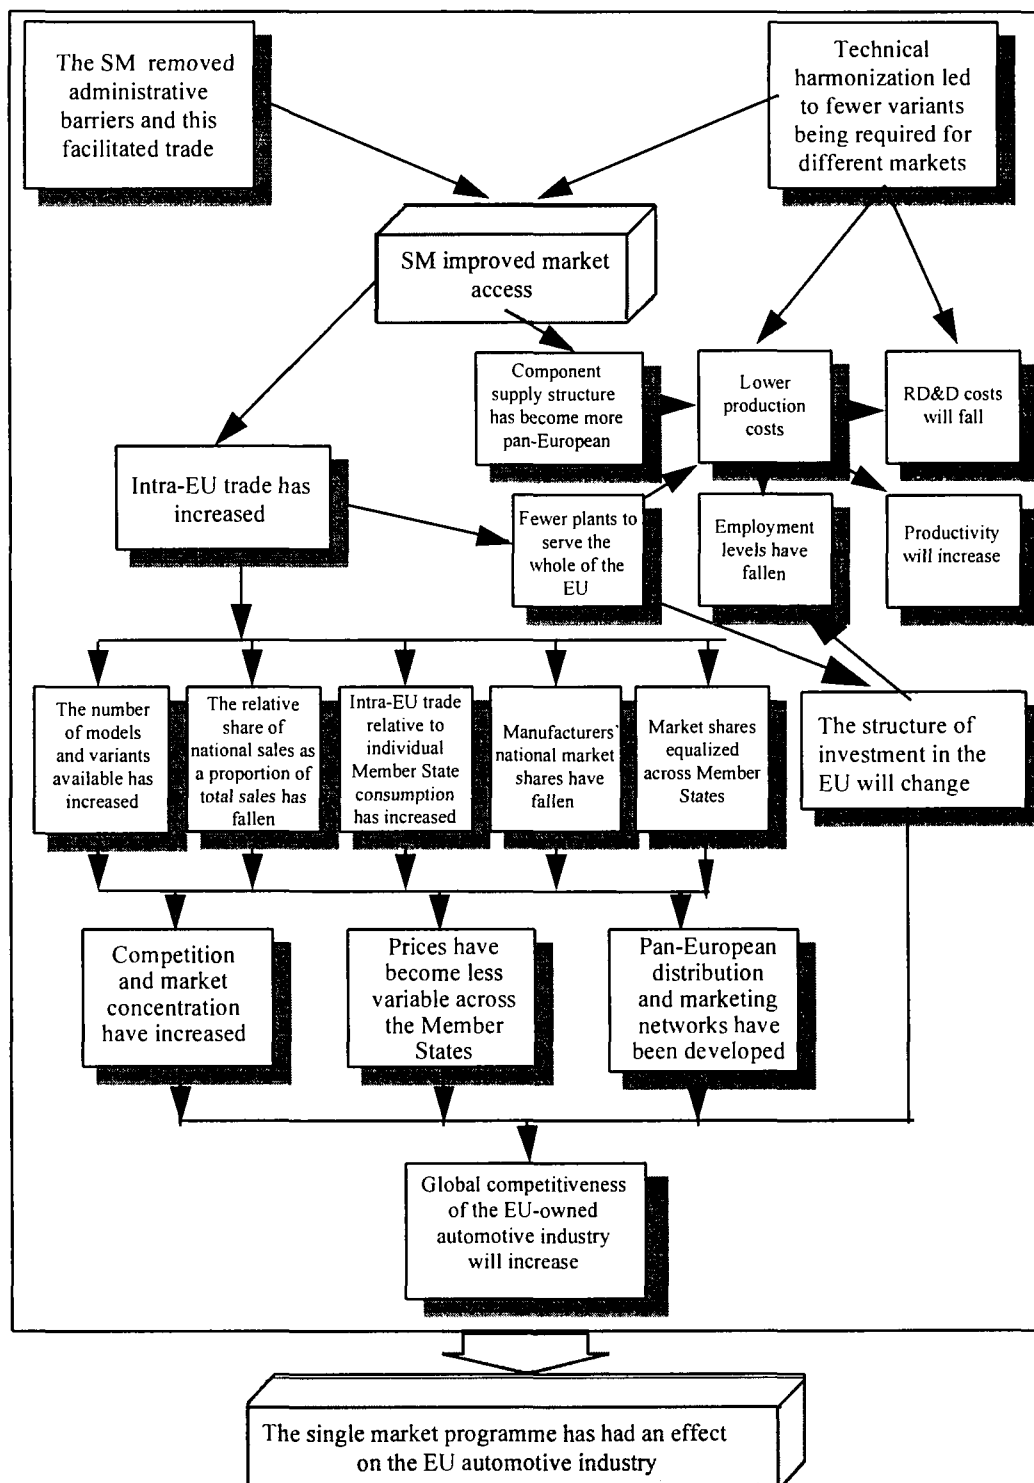 The SM removed
administrative
barriers and this
facilitated trade
Technical
harmonization led
to fewer variants
being required for
different markets
SM improved market
access
Component
supply structure
has become more
pan-European
Lower
production
costs
RD&D costs
will fall
Intra-EU trade has
increased
Fewer plants to
serve the
whole of the
EU
Employment
levels have
fallen
Productivity
will increase
The number
of models
and variants
available has
increased
The relative
share of
national sales as
a proportion of
total sales has
fallen
Intra-EU trade
relative to
individual
Member State
consumption
has increased
Manufacturers'
national market
shares have
fallen
Market shares
equalized
across Member
States
The structure of
investment in the
EU will change
Competition
and market
concentration
have increased
Prices have
become less
variable across
the Member
States
Pan-European
distribution
and marketing
networks have
been developed
Global competitiveness
of the EU-owned
automotive industry
will increase
The single market programme has had an effect
on the EU automotive industry